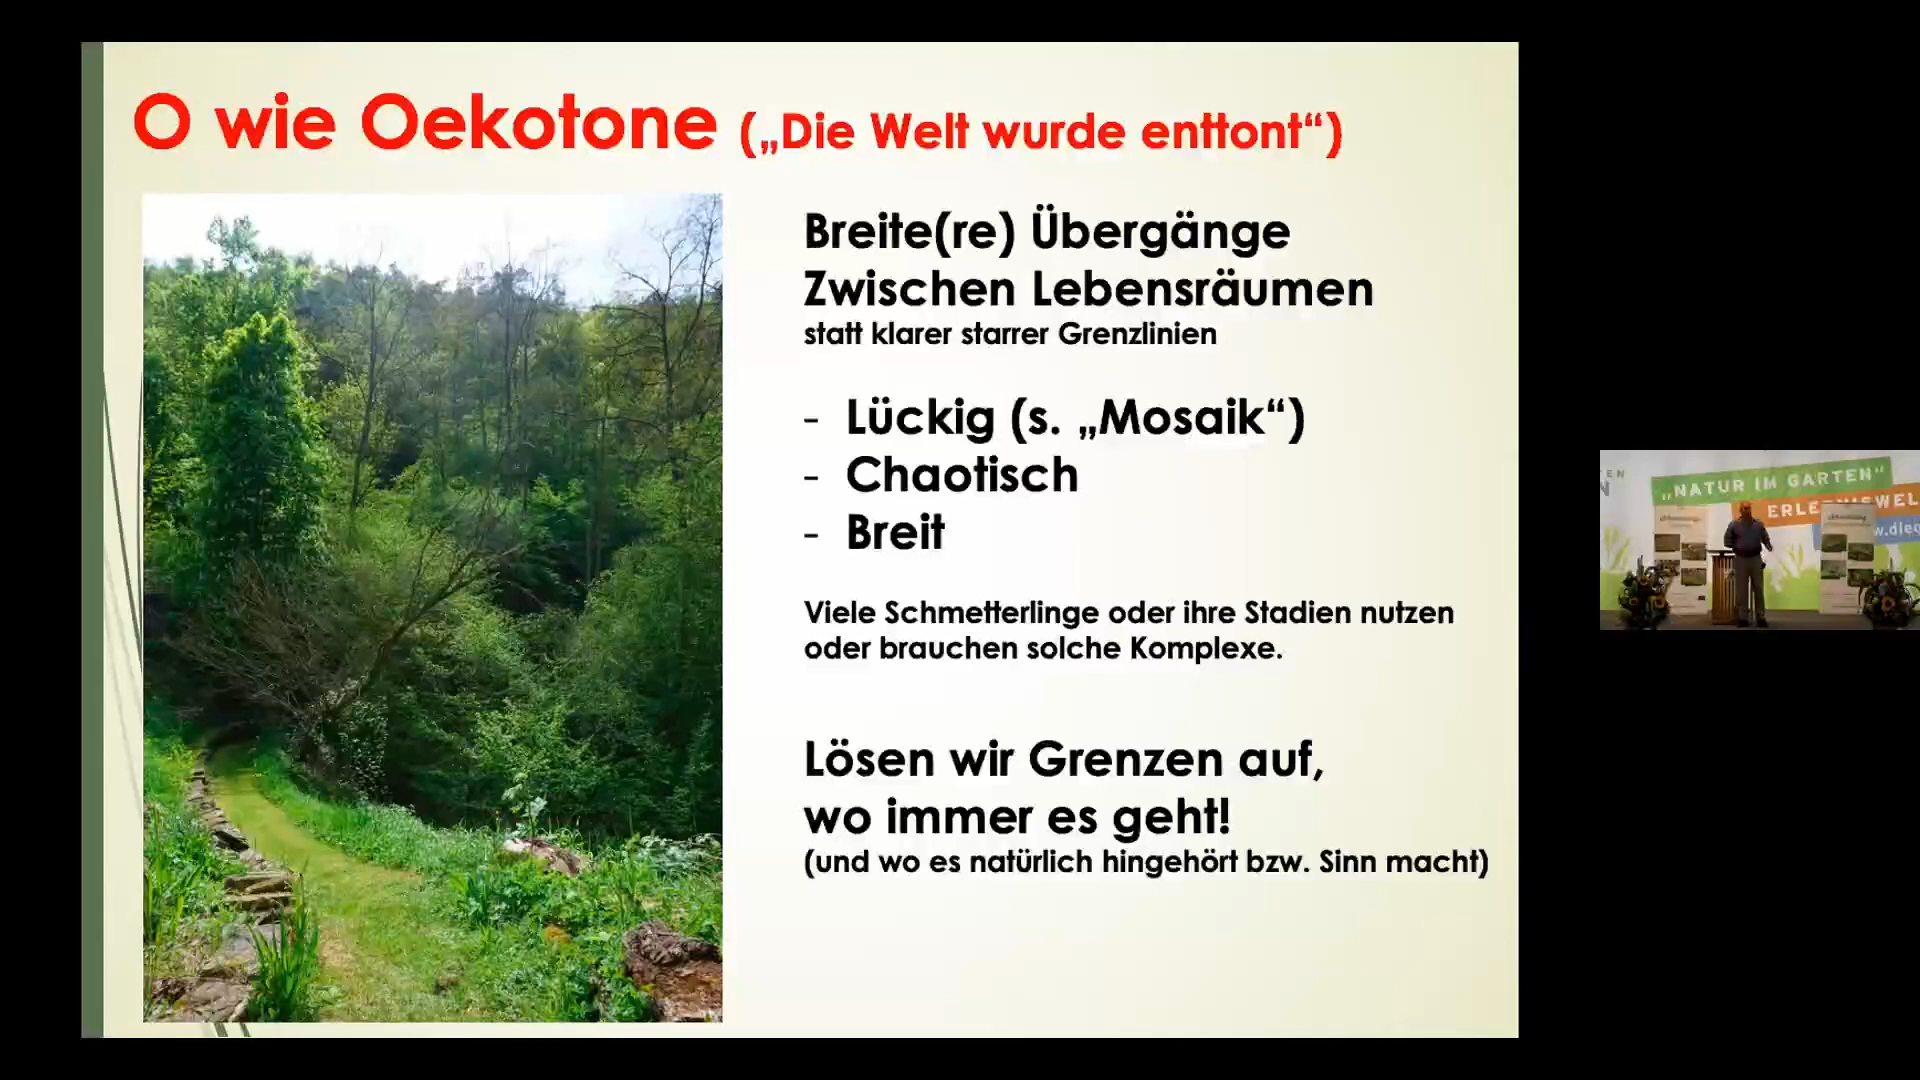 O wie Oekotone („Die Welt wurde enttont“)
Breite(re) Übergänge
Zwischen Lebensräumen
statt klarer starrer Grenzlinien
- Lückig (s. „Mosaik“)
- Chaotisch
- Breit
Viele Schmetterlinge oder ihre Stadien nutzen
oder brauchen solche Komplexe.
Lösen wir Grenzen auf,
wo immer es geht!
(und wo es natürlich hingehört bzw. Sinn macht)
„NATUR IM GARTEN“